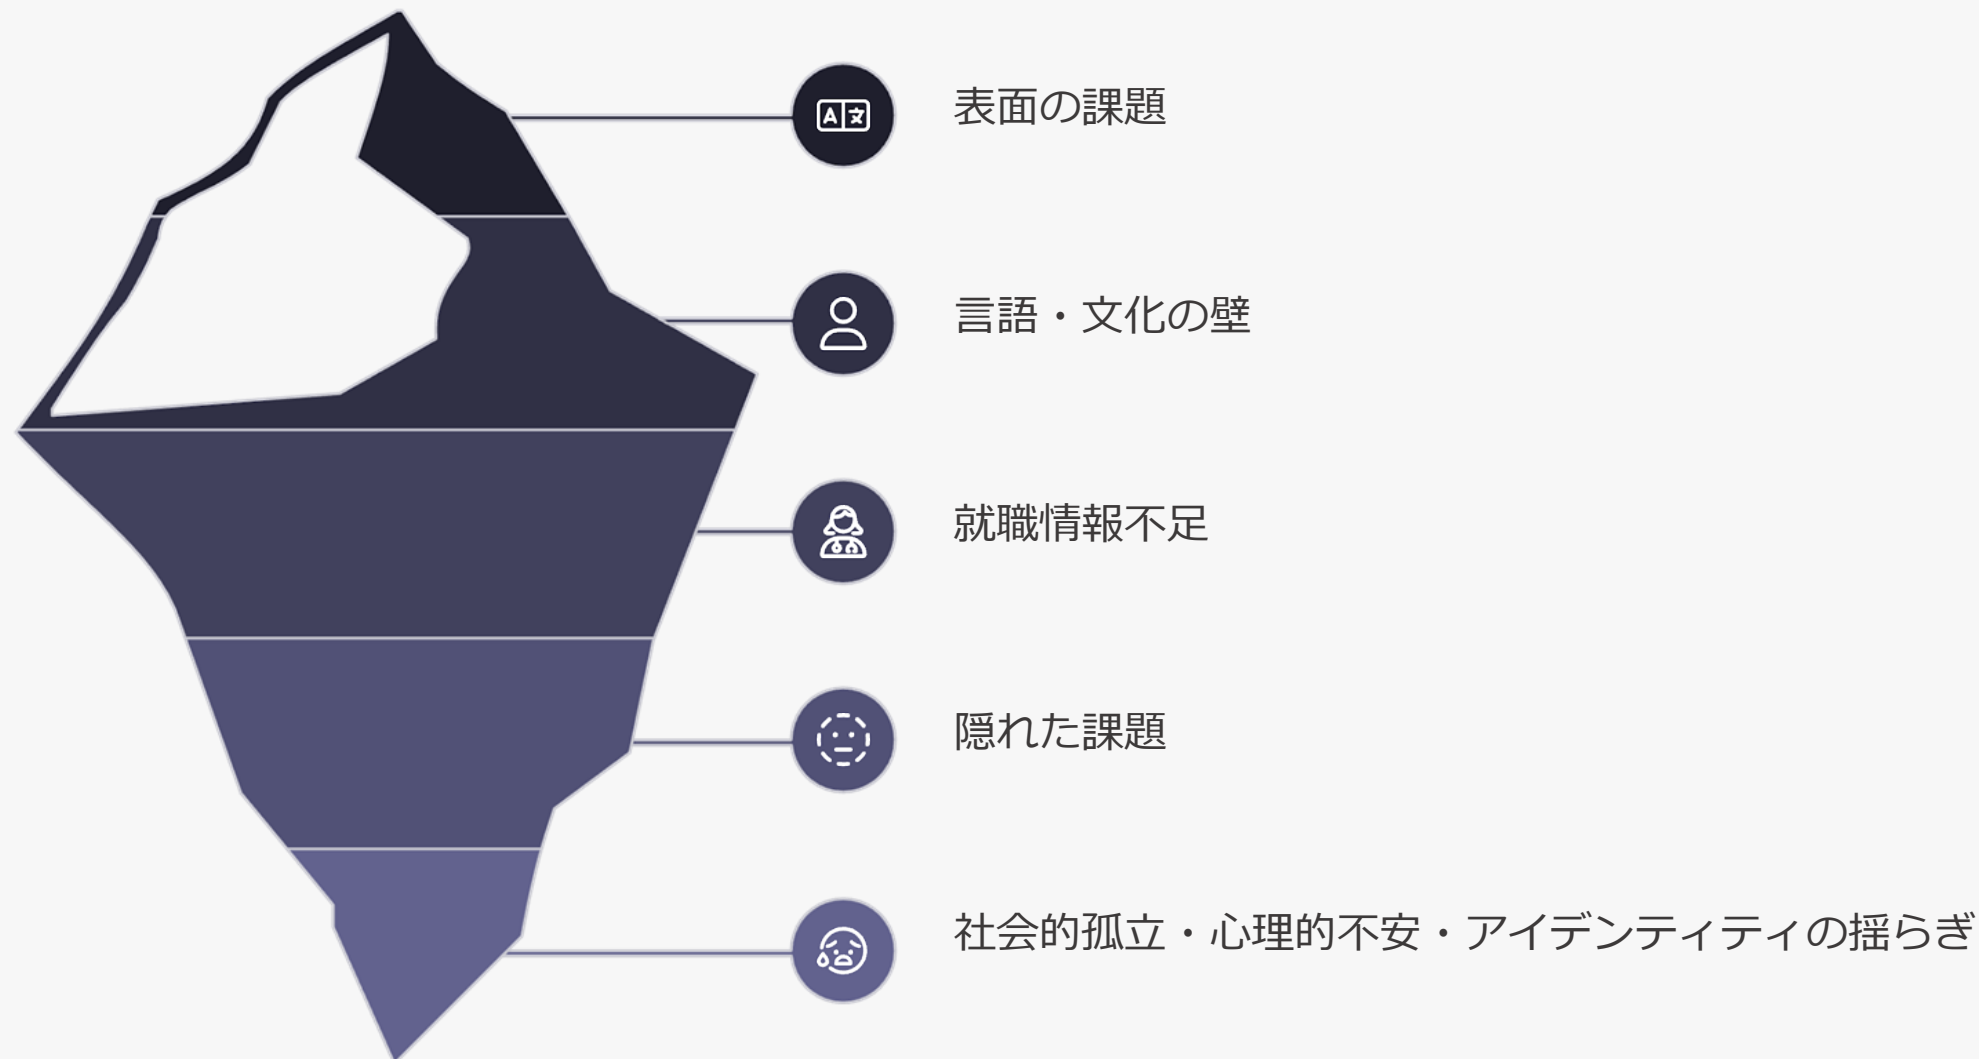 表面の課題
A 文
言語・文化の壁
就職情報不足
隠れた課題
社会的孤立・心理的不安・アイデンティティの揺らぎ